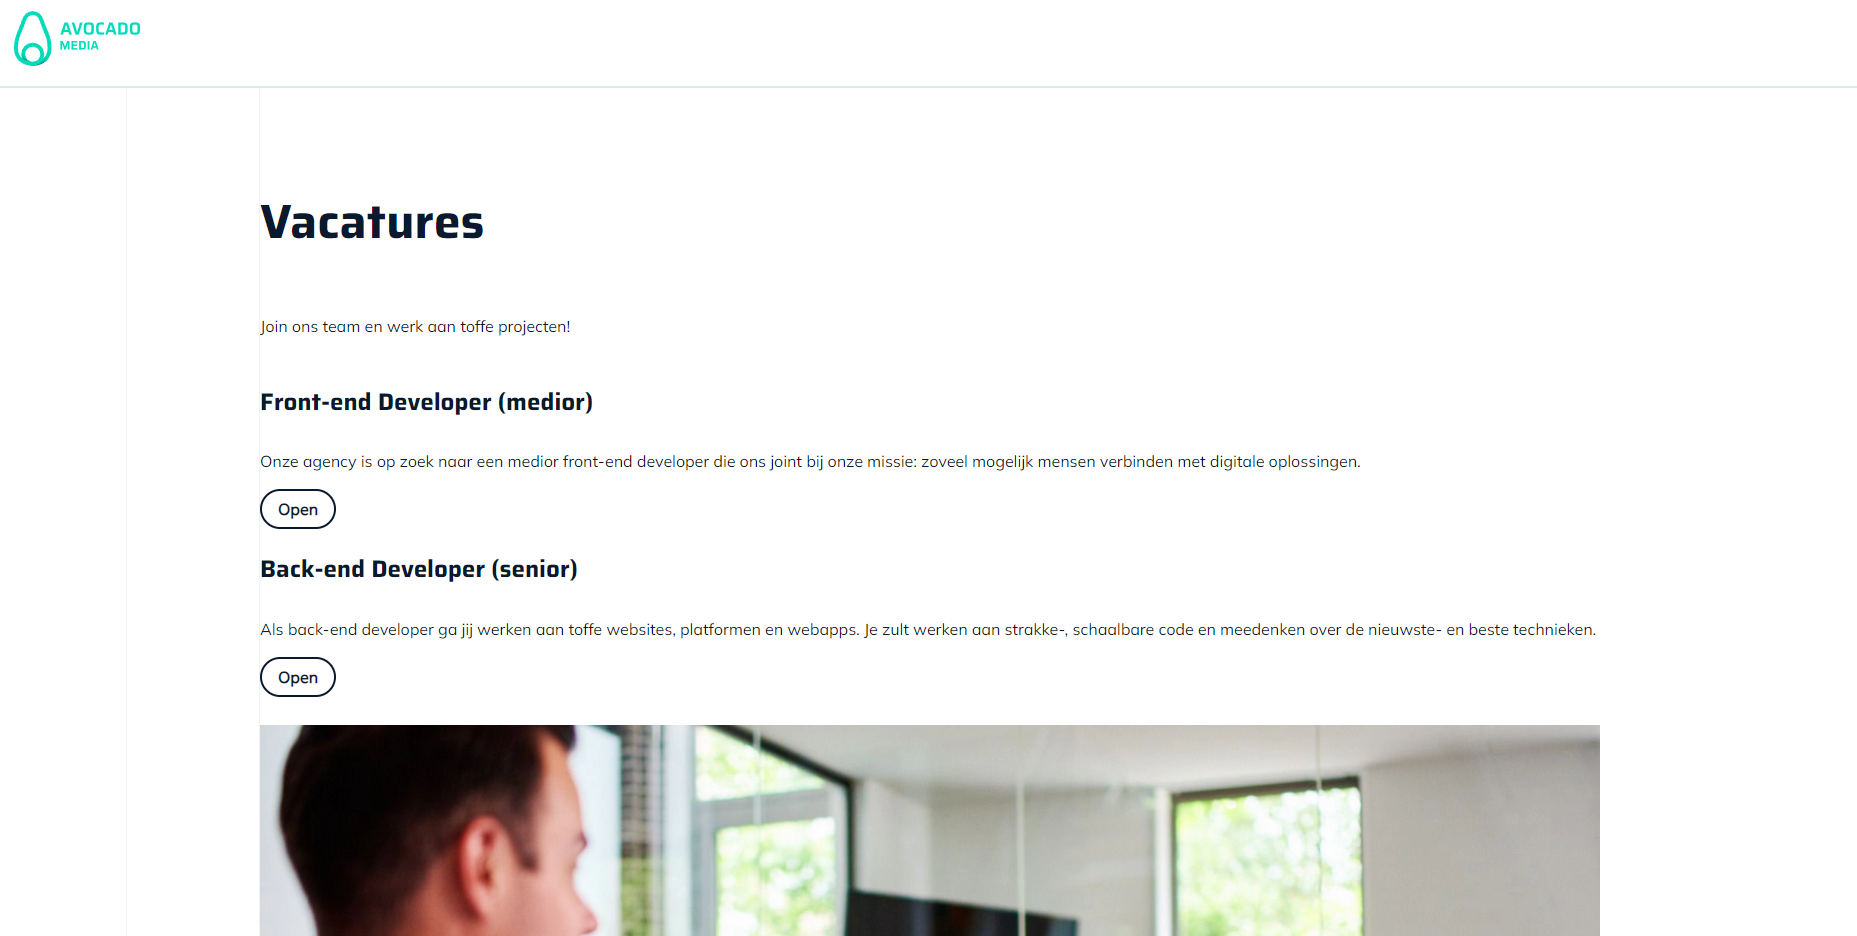 AVOCADO
MEDIA
Vacatures
Join ons team en werk aan toffe projecten!
Front-end Developer (medior)
Onze agency is op zoek naar een medior front-end developer die ons joint bij onze missie: zoveel mogelijk mensen verbinden met digitale oplossingen.
Open
Back-end Developer (senior)
Als back-end developer ga jij werken aan toffe websites, platformen en webapps. Je zult werken aan strakke-, schaalbare code en meedenken over de nieuwste- en beste technieken.
Open